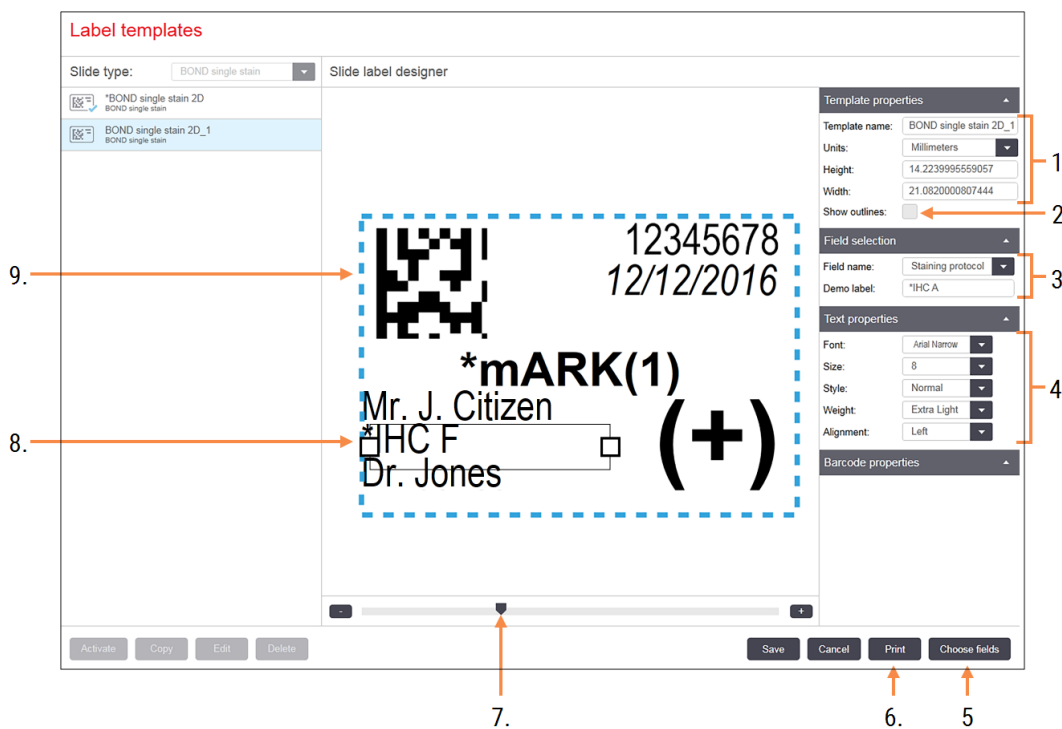 Label templates
Slide type: BOND single stain
Slide label designer
*BOND single stain 2D
BOND single stain
BOND single stain 2D_1
BOND single stain
Template properties
Template name: BOND single stain 2D_1
Units: Millimeters
Height: 14.2239995559057
Width: 21.0820000807444
Show outlines:
1
2
Field selection
Field name: Staining protocol
Demo label: *IHC A
3
Text properties
Font: Arial Narrow
Size: 8
Style: Normal
Weight: Extra Light
Alignment: Left
4
Barcode properties
12345678
12/12/2016
*mARK(1)
Mr. J. Citizen
*IHC F
Dr. Jones
(+)
9.
8.
- +
Activate Copy Edit Delete
Save Cancel Print Choose fields
7. 6. 5